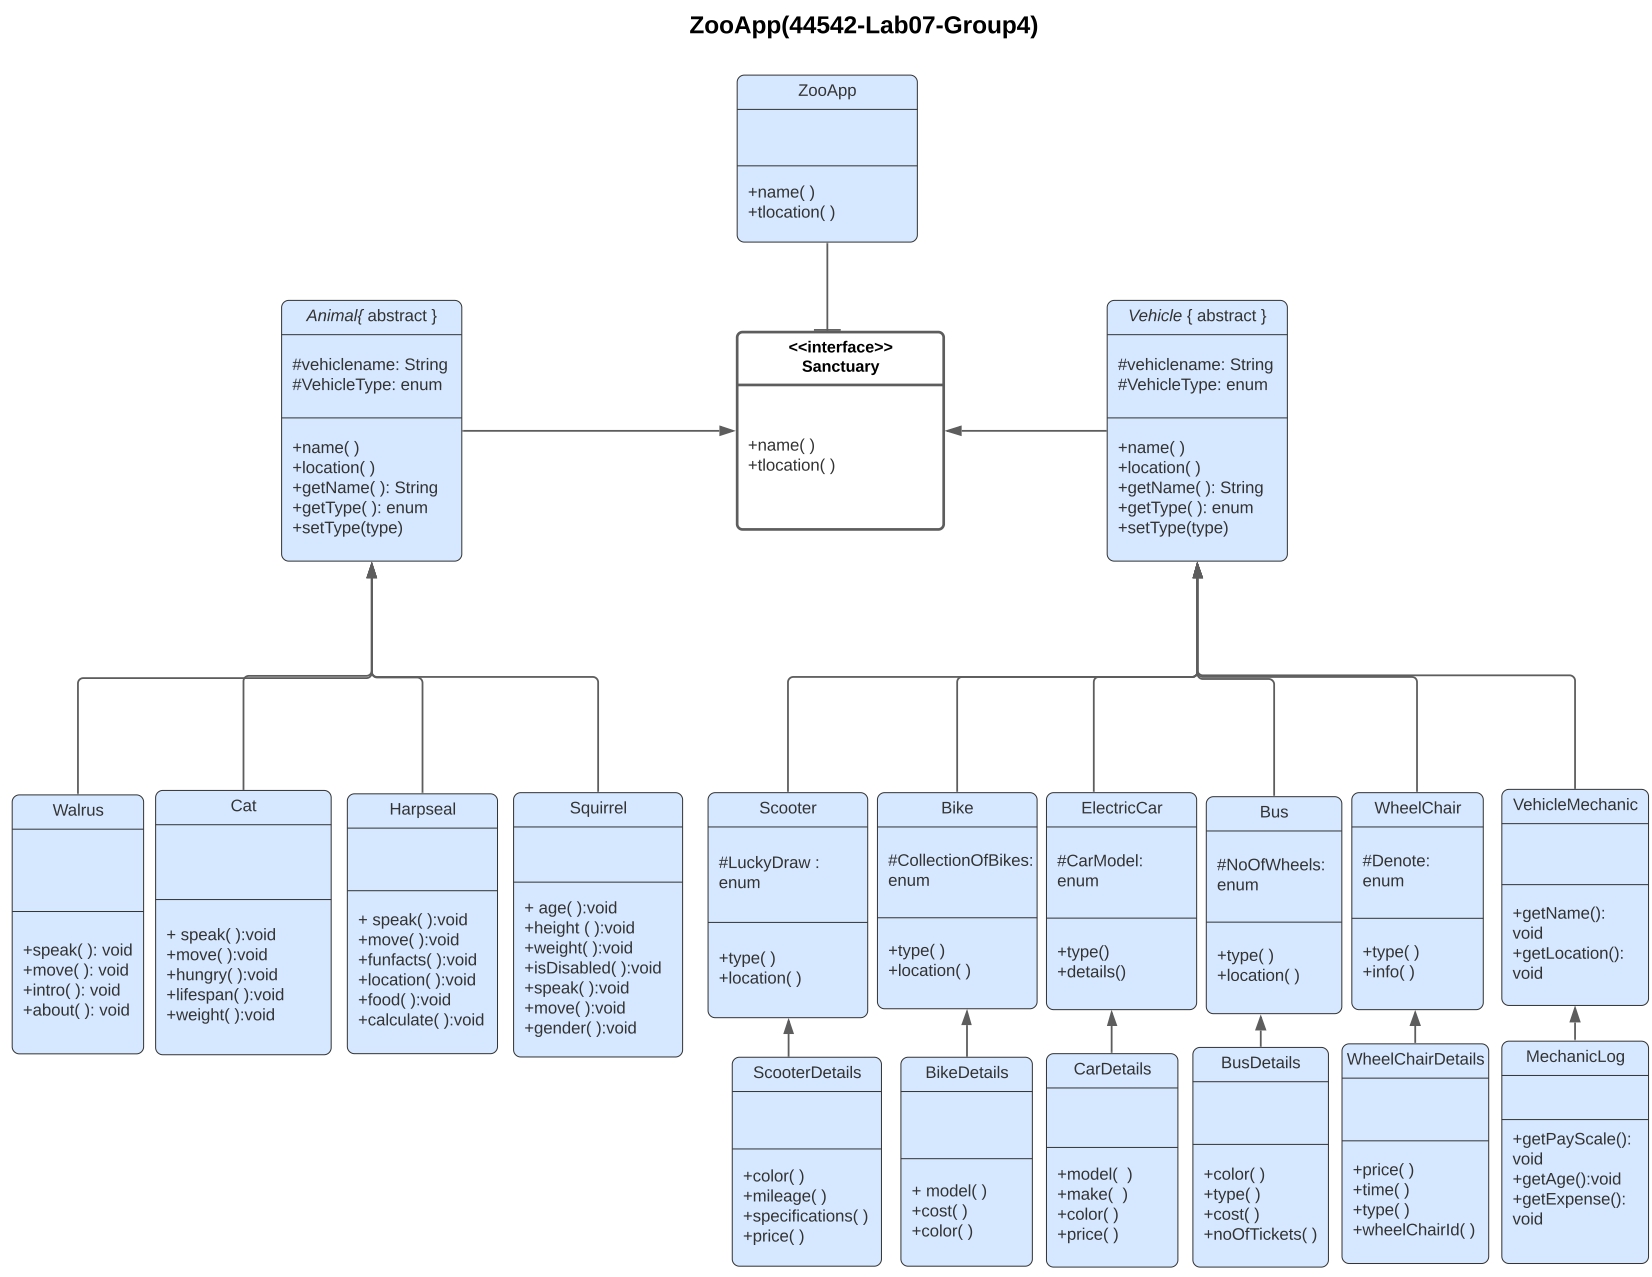 ZooApp(44542-Lab07-Group4)
ZooApp
+name( )
+tlocation( )
Animal{ abstract }
#vehiclename: String
#VehicleType: enum
+name( )
+location( )
+getName( ): String
+getType( ): enum
+setType(type)
<<interface>>
Sanctuary
+name( )
+tlocation( )
Vehicle { abstract }
#vehiclename: String
#VehicleType: enum
+name( )
+location( )
+getName( ): String
+getType( ): enum
+setType(type)
Walrus
+speak( ): void
+move( ): void
+intro( ): void
+about( ): void
Cat
+ speak( ):void
+move( ):void
+hungry( ):void
+lifespan( ):void
+weight( ):void
Harpseal
+ speak( ):void
+move( ):void
+funfacts( ):void
+location( ):void
+food( ):void
+calculate( ):void
Squirrel
+ age( ):void
+height ( ):void
+weight( ):void
+isDisabled( ):void
+speak( ):void
+move( ):void
+gender( ):void
Scooter
#LuckyDraw :
enum
+type( )
+location( )
Bike
#CollectionOfBikes:
enum
+type( )
+location( )
ElectricCar
#CarModel:
enum
+type()
+details()
Bus
#NoOfWheels:
enum
+type( )
+location( )
WheelChair
#Denote:
enum
+type( )
+info( )
VehicleMechanic
+getName():
void
+getLocation():
void
ScooterDetails
+color( )
+mileage( )
+specifications( )
+price( )
BikeDetails
+ model( )
+cost( )
+color( )
CarDetails
+model(  )
+make(  )
+color( )
+price( )
BusDetails
+color( )
+type( )
+cost( )
+noOfTickets( )
WheelChairDetails
+price( )
+time( )
+type( )
+wheelChairId( )
MechanicLog
+getPayScale():
void
+getAge():void
+getExpense():
void